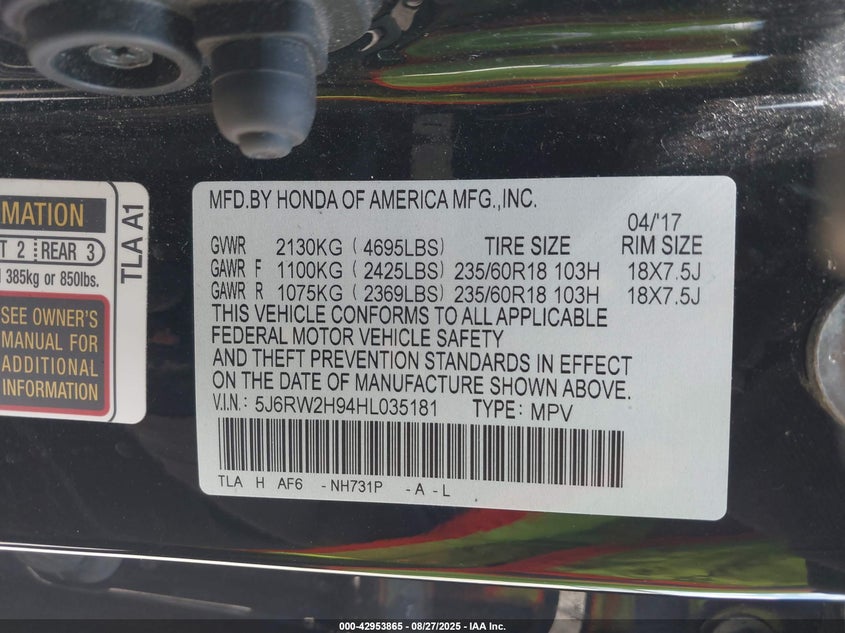 MATION
T 2 REAR 3
385kg or 850lbs.
SEE OWNER'S
MANUAL FOR
ADDITIONAL
INFORMATION
TLA A1
MFD.BY HONDA OF AMERICA MFG.,INC.
04/'17
GVWR 2130KG ( 4695LBS) TIRE SIZE RIM SIZE
GAWR F 1100KG ( 2425LBS) 235/60R18 103H 18X7.5J
GAWR R 1075KG ( 2369LBS) 235/60R18 103H 18X7.5J
THIS VEHICLE CONFORMS TO ALL APPLICABLE
FEDERAL MOTOR VEHICLE SAFETY
AND THEFT PREVENTION STANDARDS IN EFFECT
ON THE DATE OF MANUFACTURE SHOWN ABOVE.
V.I.N.: 5J6RW2H94HL035181 TYPE: MPV
TLA H AF6 - NH731P - A - L
000-42953865 - 08/27/2025 - IAA Inc.